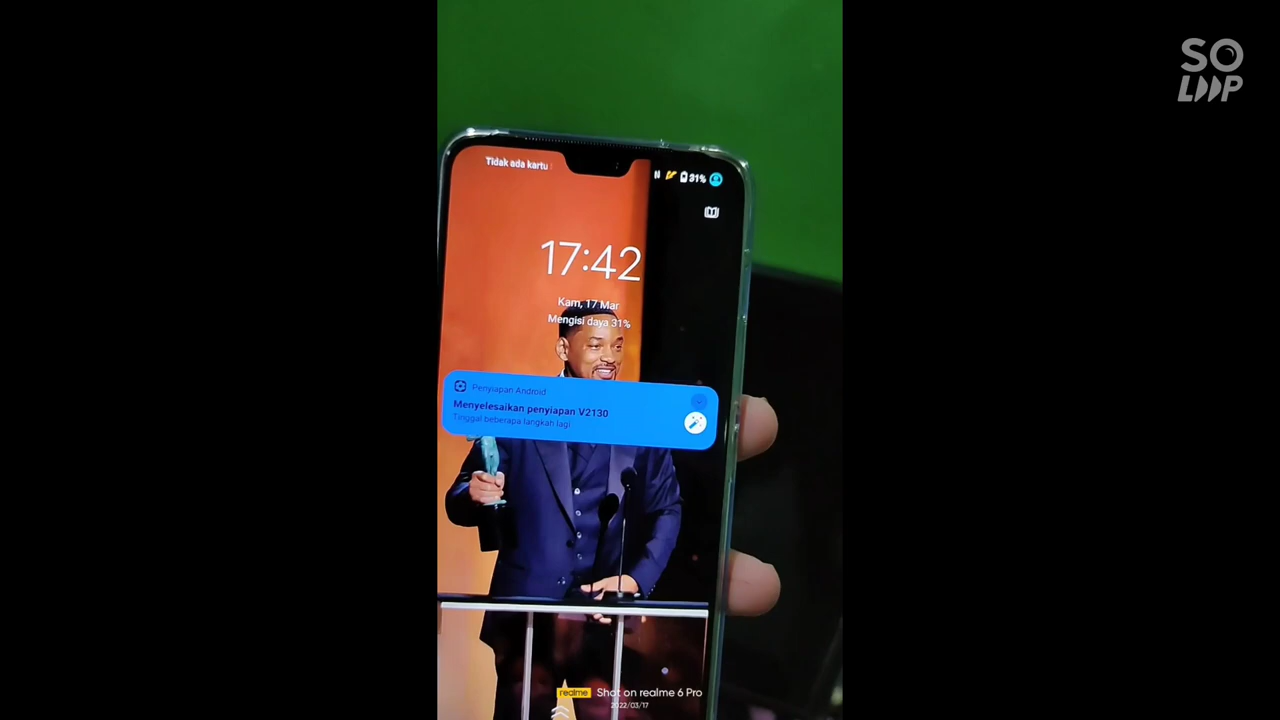 SO
LOOP
Tidak ada kartu
31%
17:42
Kam, 17 Mar
Mengisi daya 31%
Penyiapan Android
Menyelesaikan penyiapan V2130
Tinggal beberapa langkah lagi
realme Shot on realme 6 Pro
2022/03/17